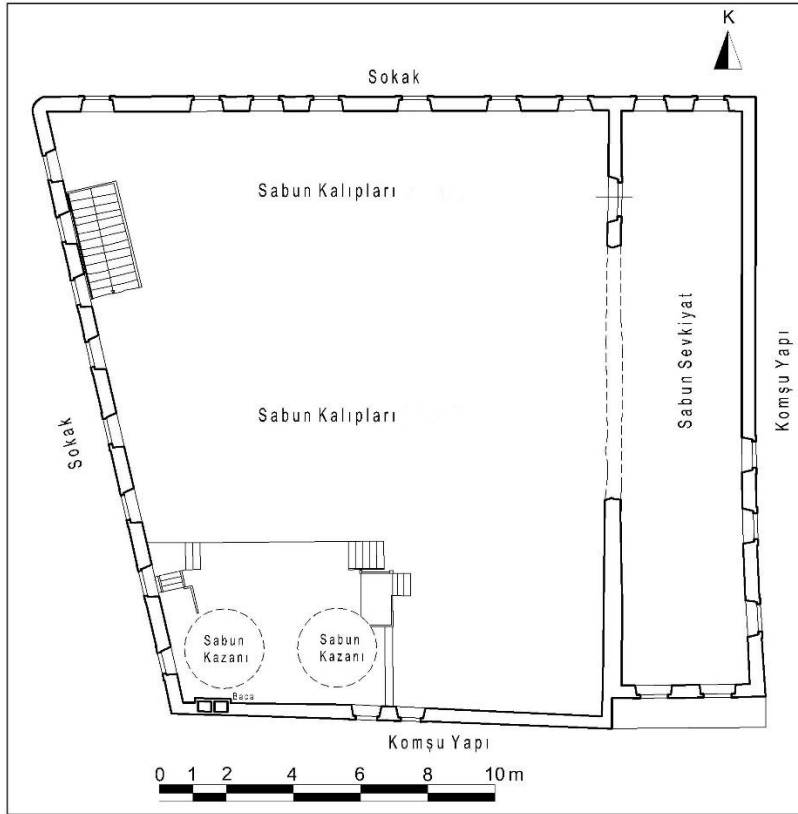 K
Sokak
Sabun Kalıpları
Sabun Sevkiyat
Komşu Yapı
Sabun Kalıpları
Sokak
Sabun
Kazanı
Sabun
Kazanı
Baca
Komşu Yapı
0 1 2 4 6 8 10 m